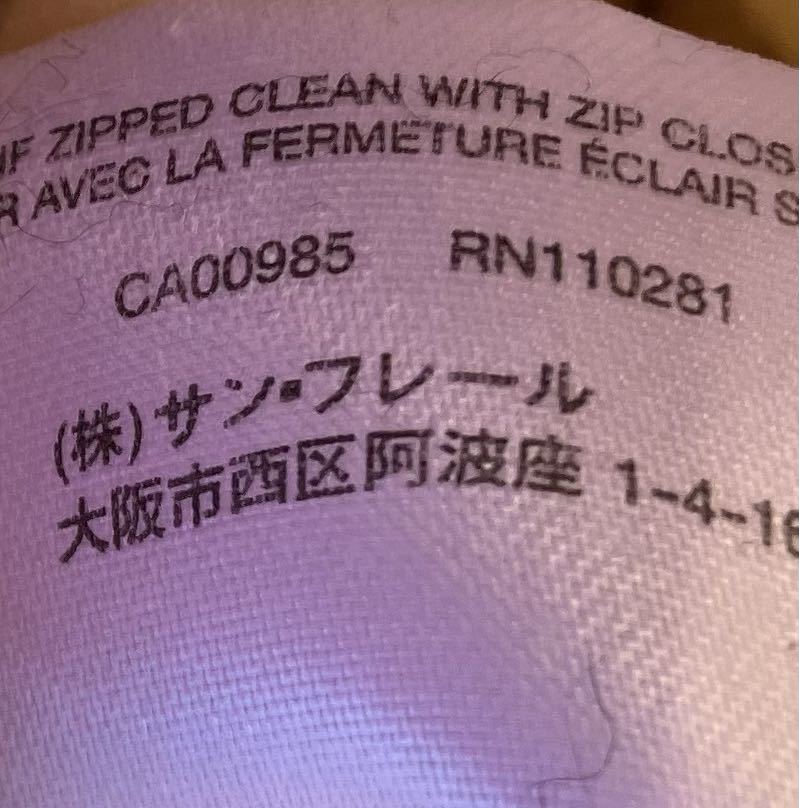 IF ZIPPED CLEAN WITH ZIP CLOS
R AVEC LA FERMETURE ÉCLAIR S
CA00985 RN110281
(株)サン・フレール
大阪市西区阿波座 1-4-16